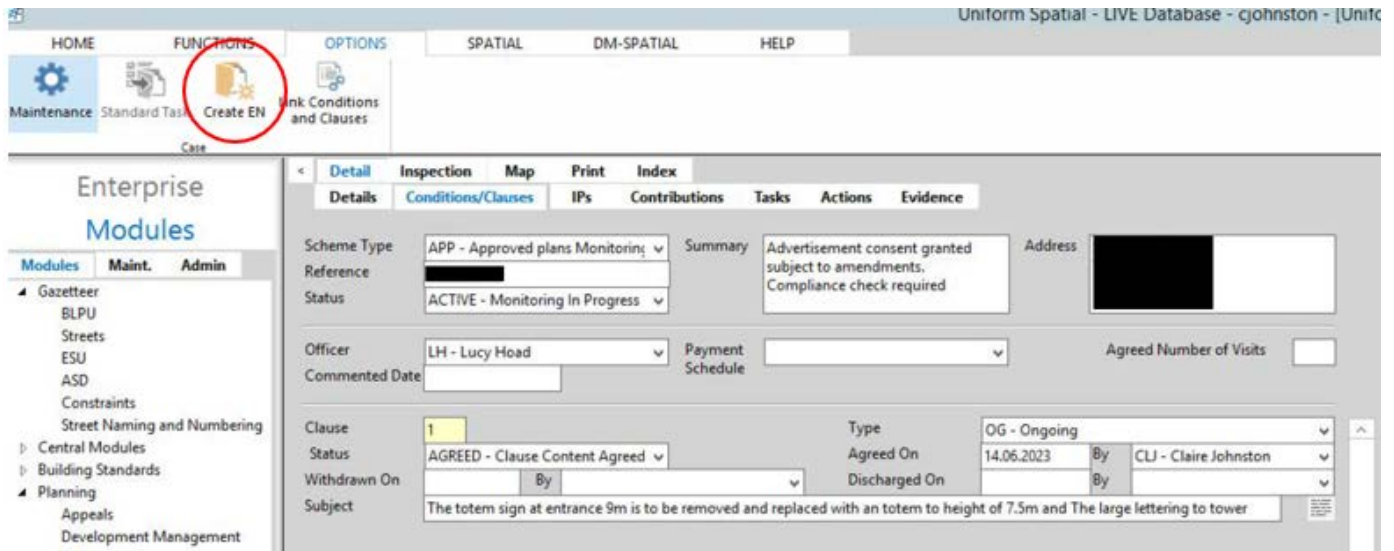 Uniform Spatial - LIVE Database - cjohnston - [Unifo
HOME FUNCTIONS OPTIONS SPATIAL DM-SPATIAL HELP
Maintenance Standard Task Create EN Link Conditions and Clauses
Case
Enterprise
Modules
Modules Maint. Admin
Gazetteer
BLPU
Streets
ESU
ASD
Constraints
Street Naming and Numbering
Central Modules
Building Standards
Planning
Appeals
Development Management
< Detail Inspection Map Print Index
Details Conditions/Clauses IPs Contributions Tasks Actions Evidence
Scheme Type APP - Approved plans Monitoring Summary Advertisement consent granted Address
Reference subject to amendments.
Status ACTIVE - Monitoring In Progress Compliance check required
Officer LH - Lucy Hoad Payment Schedule Agreed Number of Visits
Commented Date
Clause 1 Type OG - Ongoing
Status AGREED - Clause Content Agreed Agreed On 14.06.2023 By CLJ - Claire Johnston
Withdrawn On By Discharged On By
Subject The totem sign at entrance 9m is to be removed and replaced with an totem to height of 7.5m and The large lettering to tower